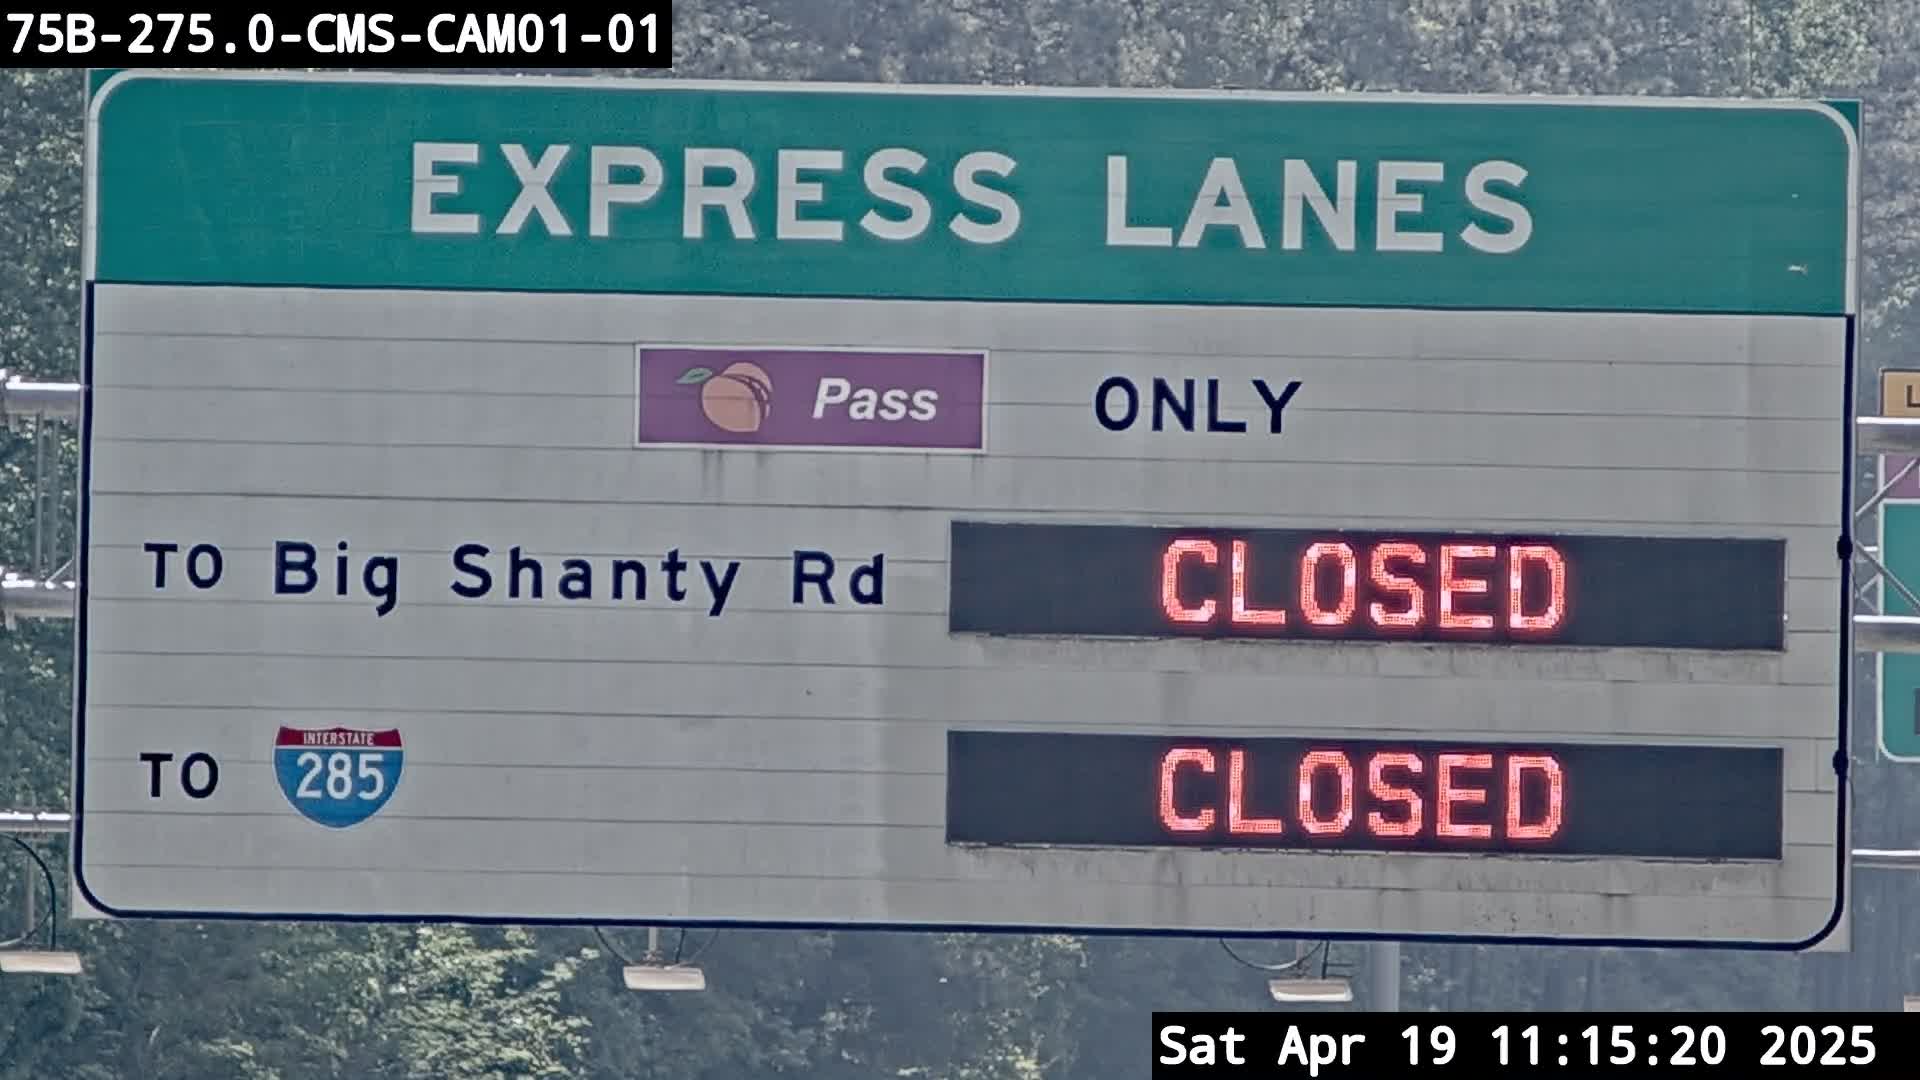 75B-275.0-CMS-CAM01-01
EXPRESS LANES
Pass ONLY
TO Big Shanty Rd CLOSED
TO INTERSTATE 285 CLOSED
Sat Apr 19 11:15:20 2025